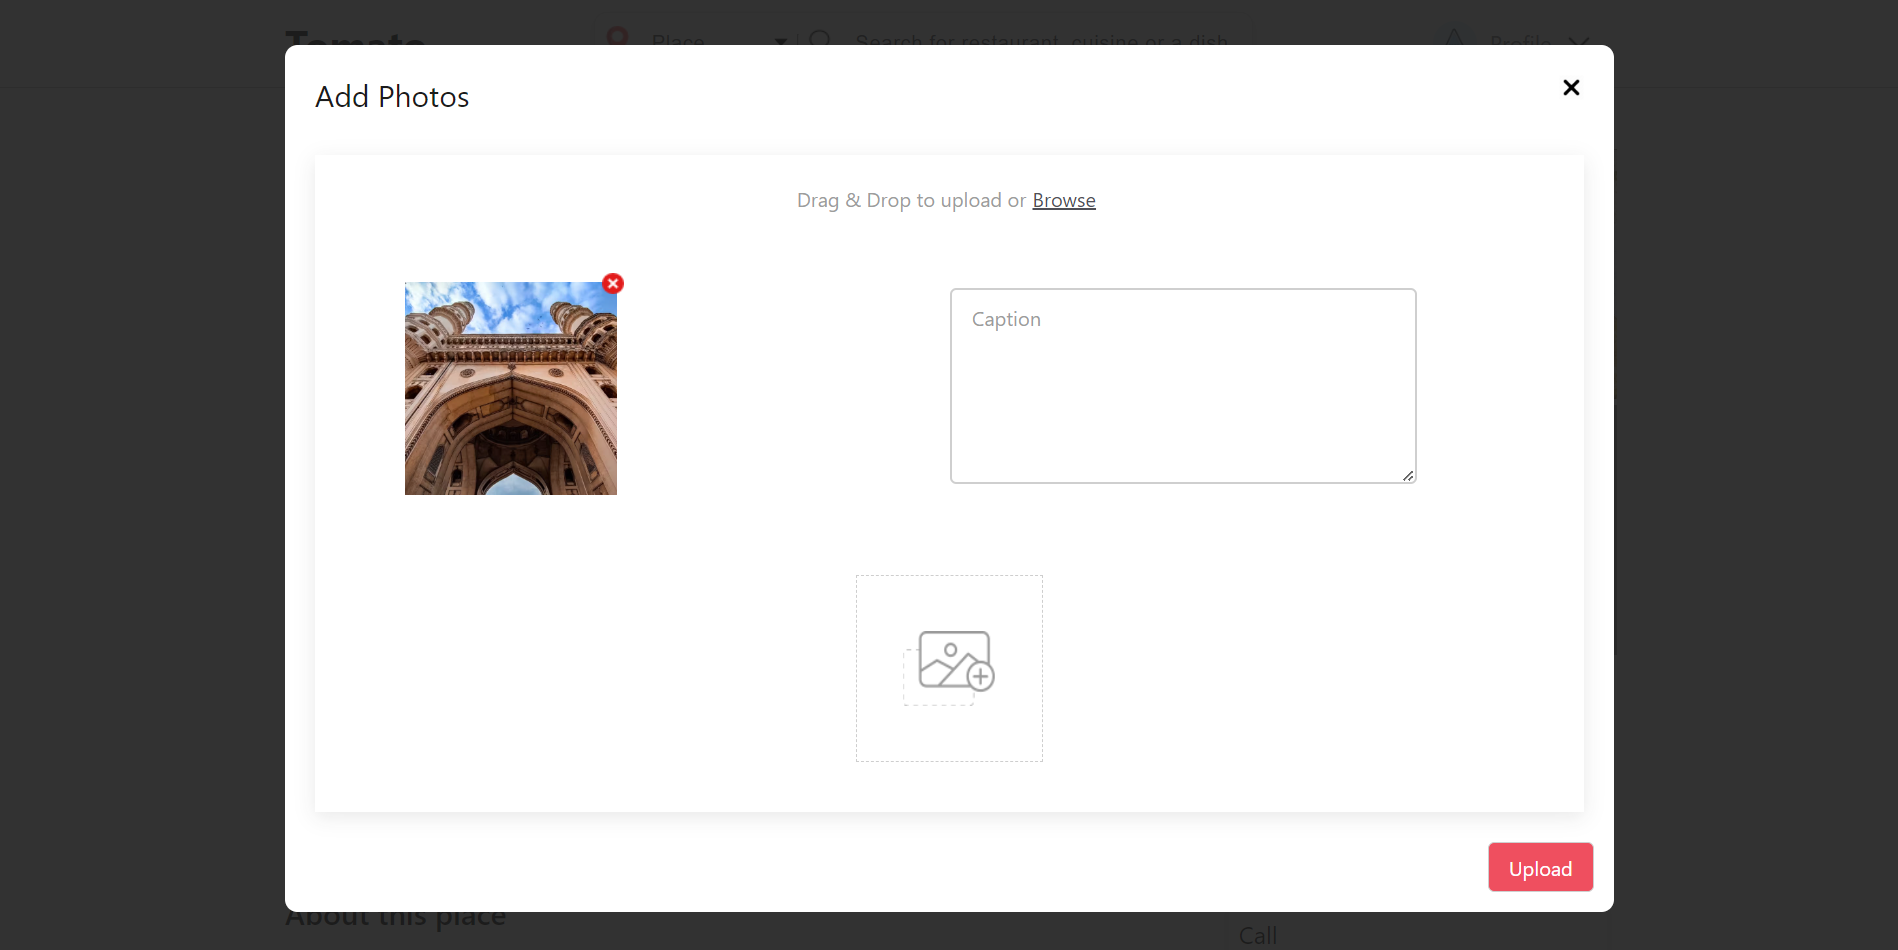 Tomato
Place
Search for restaurant, cuisine or a dish
Profile
Add Photos
Drag & Drop to upload or Browse
Caption
Upload
About this place
Call